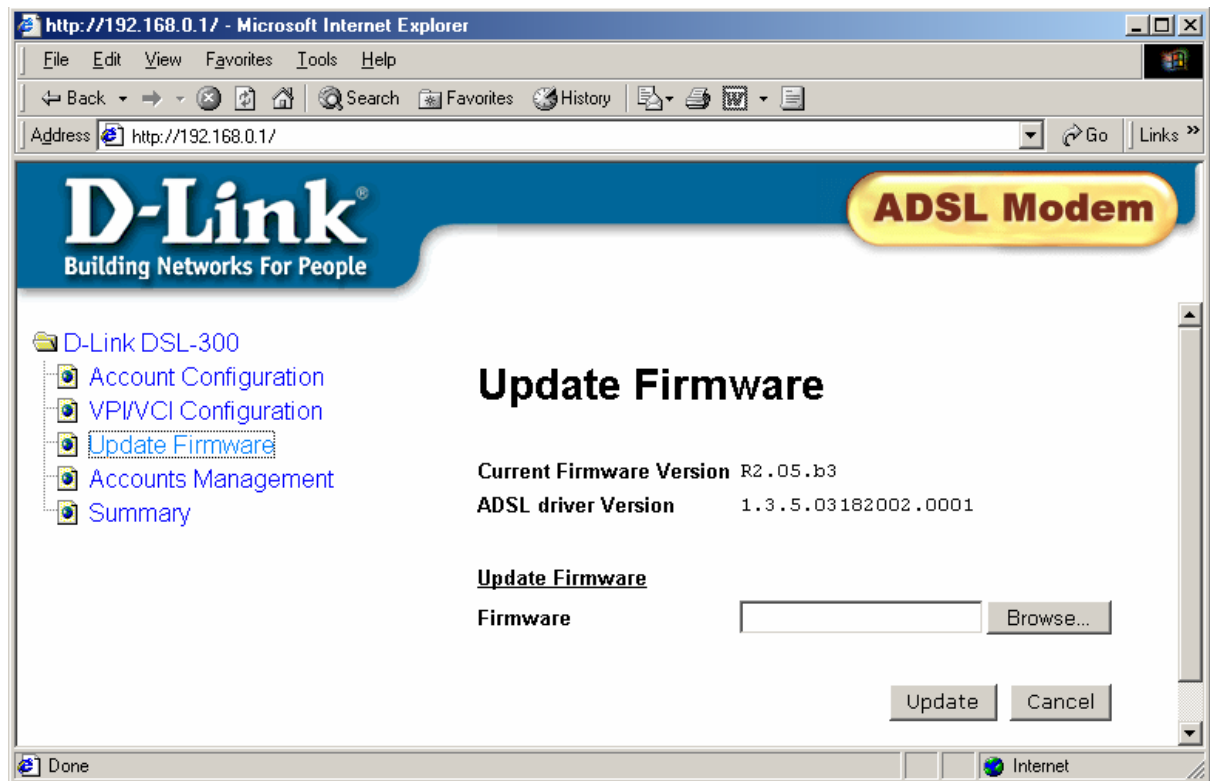 http://192.168.0.1/ - Microsoft Internet Explorer
File Edit View Favorites Tools Help
Back Search Favorites History
Address http://192.168.0.1/ Go Links »
D-Link®
Building Networks For People
ADSL Modem
D-Link DSL-300
Account Configuration
VPI/VCI Configuration
Update Firmware
Accounts Management
Summary
Update Firmware
Current Firmware Version R2.05.b3
ADSL driver Version 1.3.5.03182002.0001
Update Firmware
Firmware Browse...
Update Cancel
Done Internet